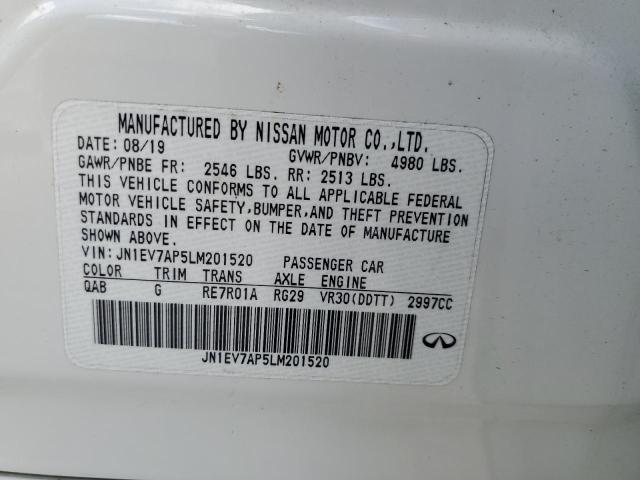 MANUFACTURED BY NISSAN MOTOR CO.,LTD.
DATE: 08/19 GVWR/PNBV: 4980 LBS.
GAWR/PNBE FR: 2546 LBS. RR: 2513 LBS.
THIS VEHICLE CONFORMS TO ALL APPLICABLE FEDERAL
MOTOR VEHICLE SAFETY,BUMPER,AND THEFT PREVENTION
STANDARDS IN EFFECT ON THE DATE OF MANUFACTURE
SHOWN ABOVE.
VIN:JN1EV7AP5LM201520 PASSENGER CAR
COLOR TRIM TRANS AXLE ENGINE
QAB G RE7R01A RG29 VR30(DDTT) 2997CC
JN1EV7AP5LM201520